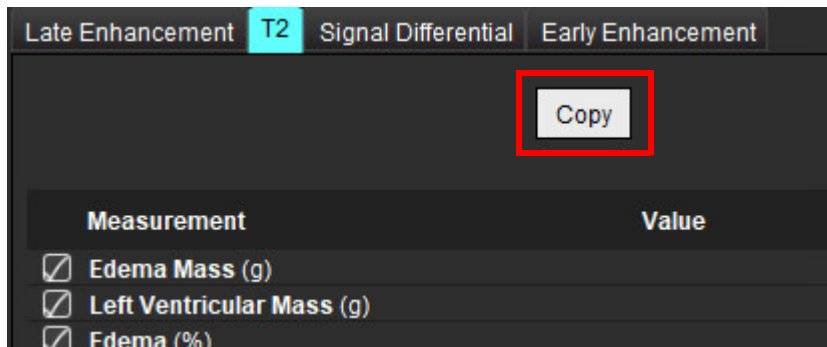 Late Enhancement T2 Signal Differential Early Enhancement
Copy
Measurement Value
Edema Mass (g)
Left Ventricular Mass (g)
Edema (%)